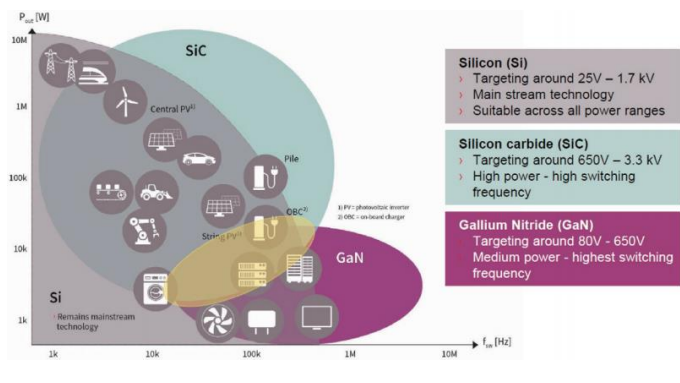 P_out [W]
10M
1M
100k
10k
1k
SiC
Central PV¹⁾
Pile
OBC²⁾
String PV¹⁾
1) PV = photovoltaic inverter
2) OBC = on-board charger
GaN
Si
› Remains mainstream
technology
1k
10k
100k
1M
10M
f_sw [Hz]
Silicon (Si)
› Targeting around 25V – 1.7 kV
› Main stream technology
› Suitable across all power ranges
Silicon carbide (SiC)
› Targeting around 650V – 3.3 kV
› High power - high switching
frequency
Gallium Nitride (GaN)
› Targeting around 80V - 650V
› Medium power - highest switching
frequency